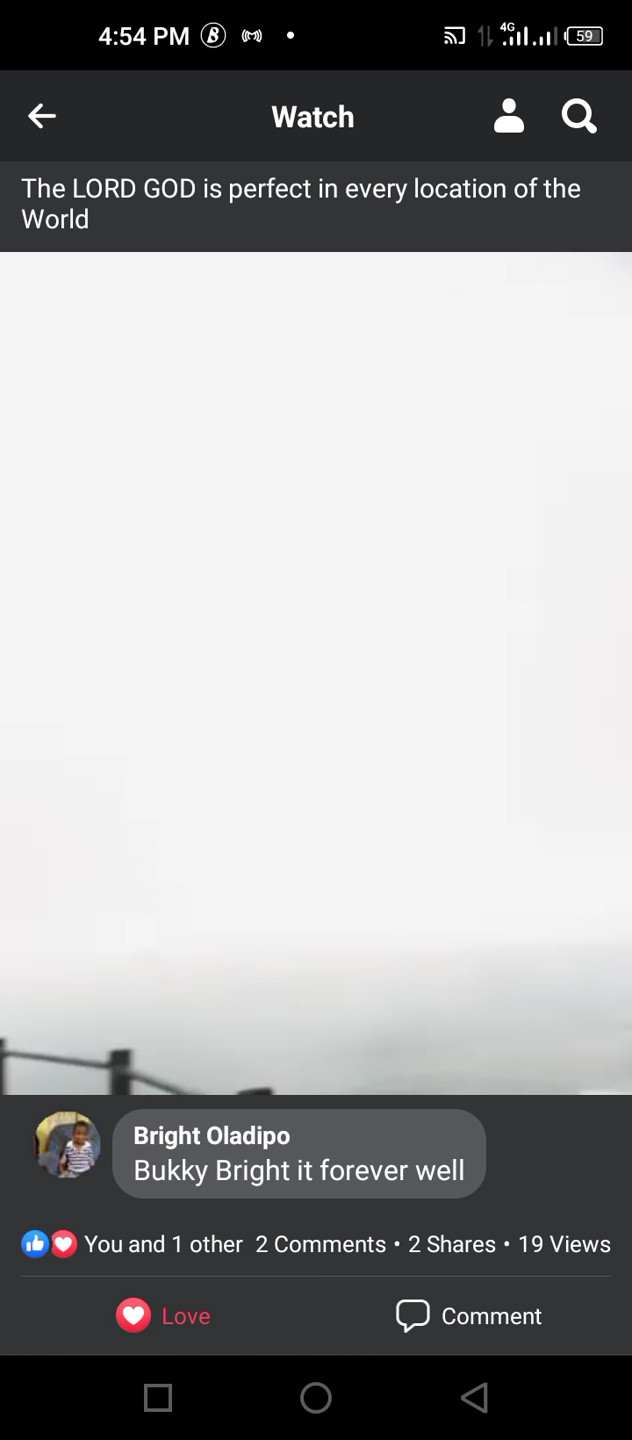 4:54 PM
4G
59
Watch
The LORD GOD is perfect in every location of the
World
Bright Oladipo
Bukky Bright it forever well
You and 1 other 2 Comments • 2 Shares • 19 Views
Love
Comment